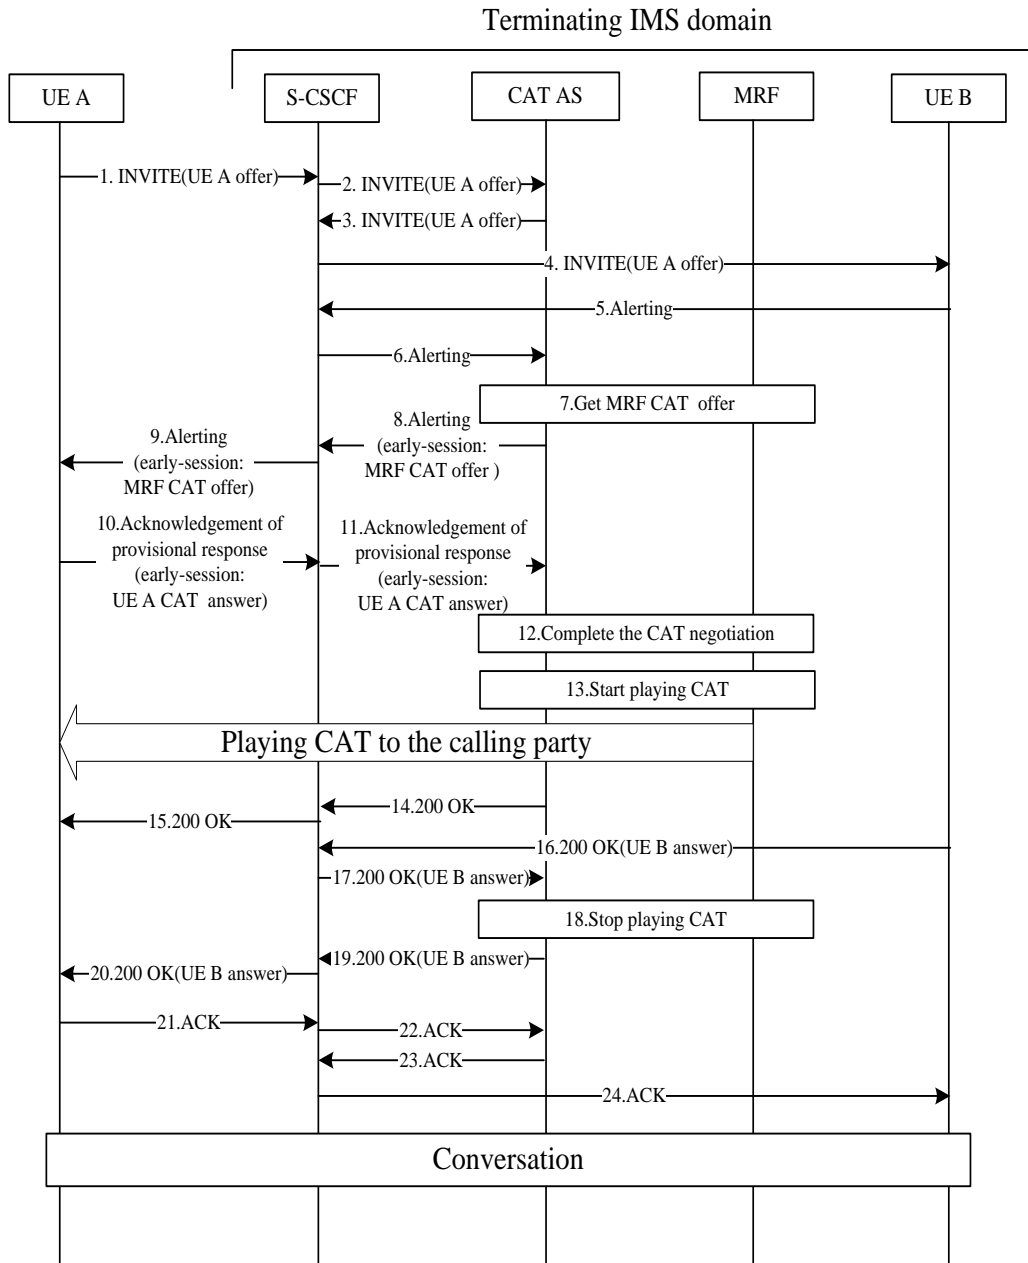 Terminating IMS domain
UE A
S-CSCF
CAT AS
MRF
UE B
1. INVITE(UE A offer)
2. INVITE(UE A offer)
3. INVITE(UE A offer)
4. INVITE(UE A offer)
5.Alerting
6.Alerting
7.Get MRF CAT offer
8.Alerting
(early-session:
MRF CAT offer )
9.Alerting
(early-session:
MRF CAT offer)
10.Acknowledgement of
provisional response
(early-session:
UE A CAT answer)
11.Acknowledgement of
provisional response
(early-session:
UE A CAT answer)
12.Complete the CAT negotiation
13.Start playing CAT
Playing CAT to the calling party
14.200 OK
15.200 OK
16.200 OK(UE B answer)
17.200 OK(UE B answer)
18.Stop playing CAT
19.200 OK(UE B answer)
20.200 OK(UE B answer)
21.ACK
22.ACK
23.ACK
24.ACK
Conversation